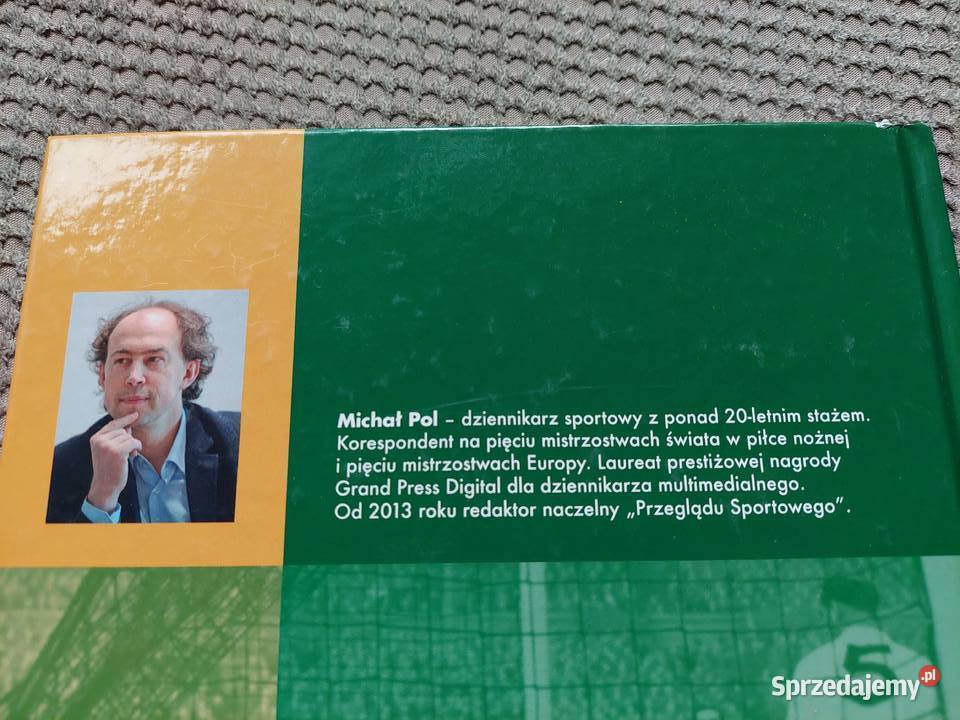 Michał Pol – dziennikarz sportowy z ponad 20-letnim stażem.
Korespondent na pięciu mistrzostwach świata w piłce nożnej
i pięciu mistrzostwach Europy. Laureat prestiżowej nagrody
Grand Press Digital dla dziennikarza multimedialnego.
Od 2013 roku redaktor naczelny „Przeglądu Sportowego”.
5
Sprzedajemy.pl